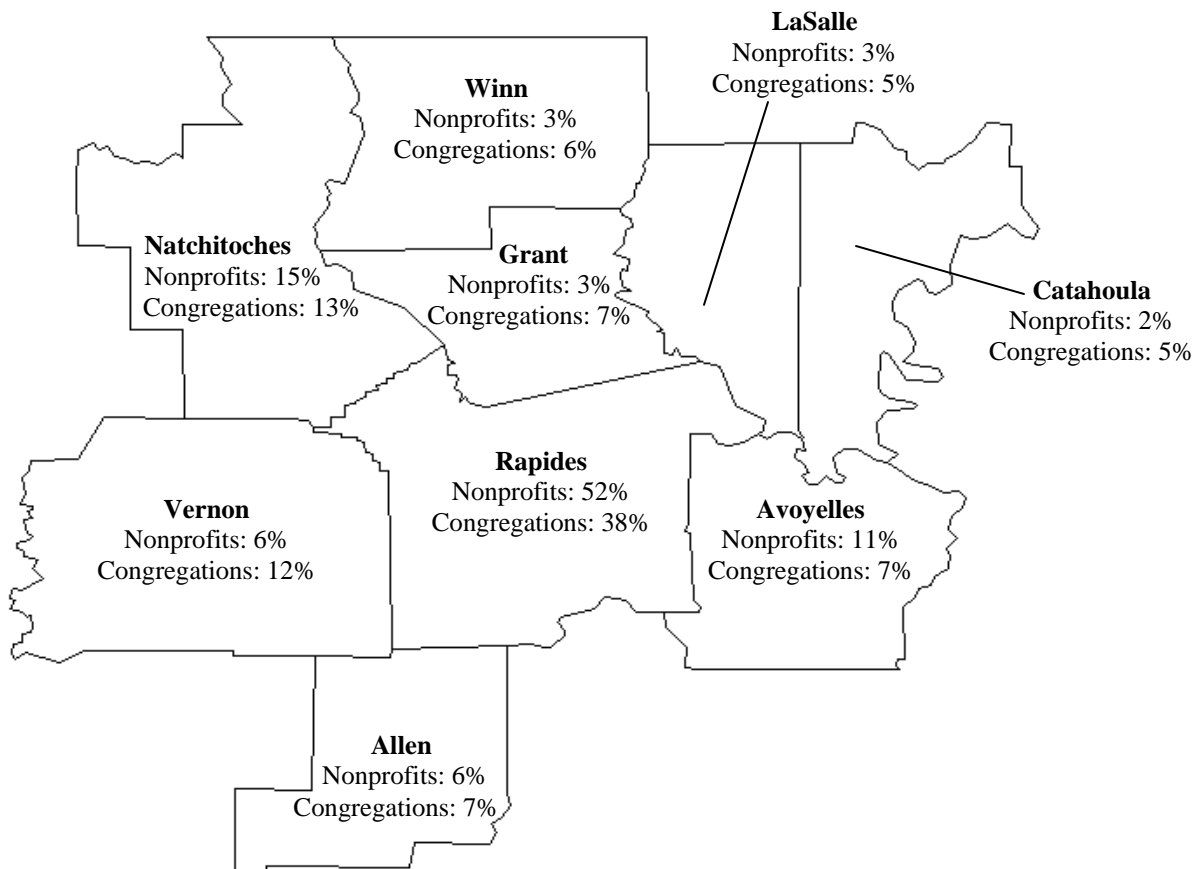 LaSalle
Nonprofits: 3%
Congregations: 5%
Winn
Nonprofits: 3%
Congregations: 6%
Natchitoches
Nonprofits: 15%
Congregations: 13%
Grant
Nonprofits: 3%
Congregations: 7%
Catahoula
Nonprofits: 2%
Congregations: 5%
Vernon
Nonprofits: 6%
Congregations: 12%
Rapides
Nonprofits: 52%
Congregations: 38%
Avoyelles
Nonprofits: 11%
Congregations: 7%
Allen
Nonprofits: 6%
Congregations: 7%